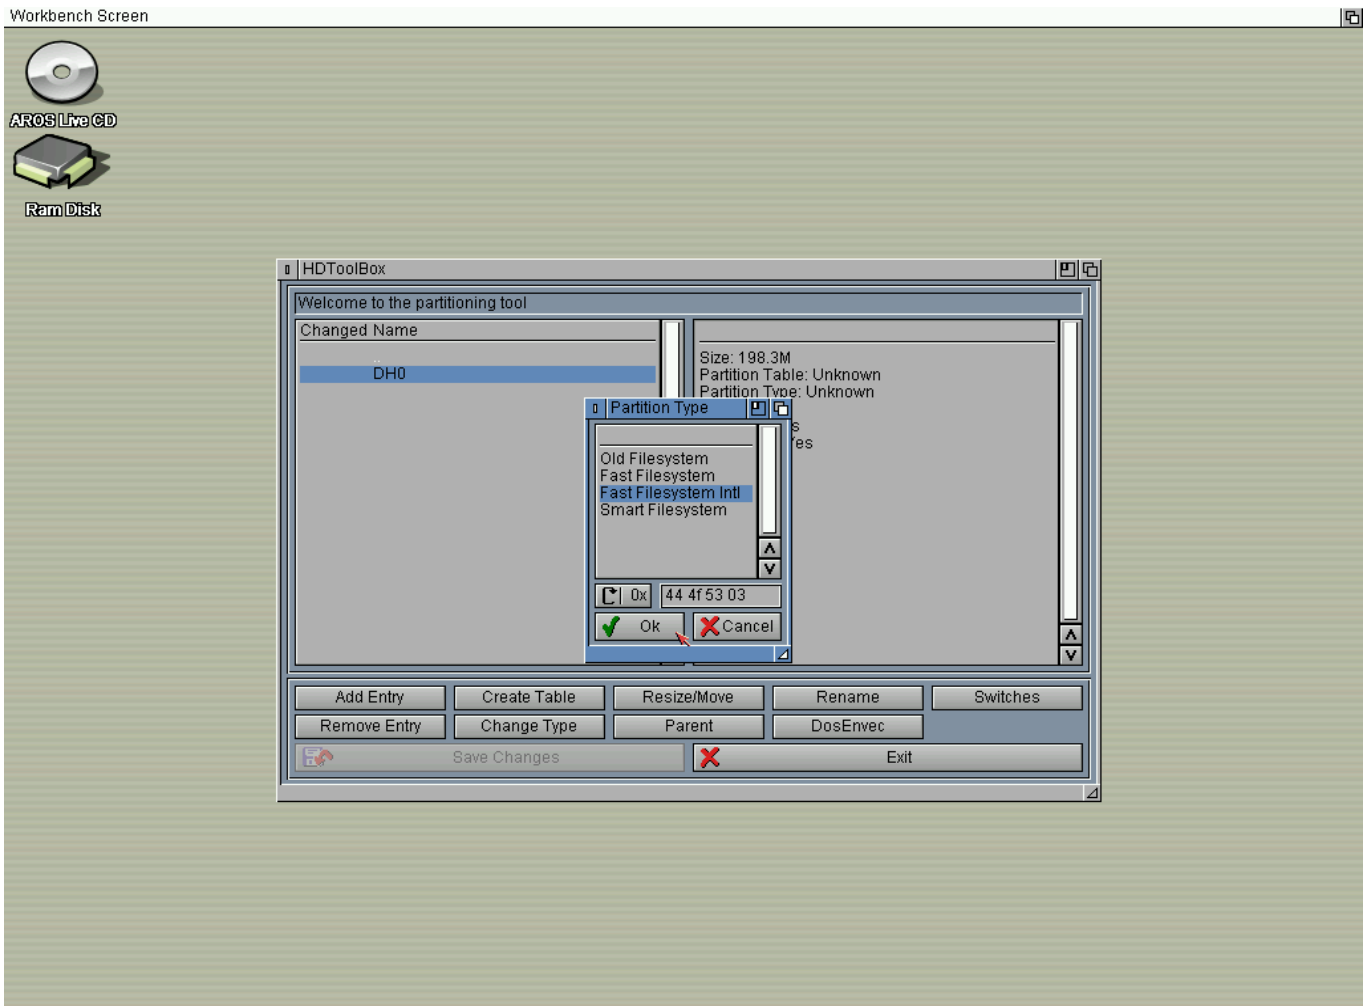 Workbench Screen
AROS Live CD
Ram Disk
HDToolBox
Welcome to the partitioning tool
Changed Name
..
DH0
Size: 198.3M
Partition Table: Unknown
Partition Type: Unknown
s
Yes
Partition Type
Old Filesystem
Fast Filesystem
Fast Filesystem Intl
Smart Filesystem
0x
44 4f 53 03
Ok
Cancel
Add Entry
Create Table
Resize/Move
Rename
Switches
Remove Entry
Change Type
Parent
DosEnvec
Save Changes
Exit